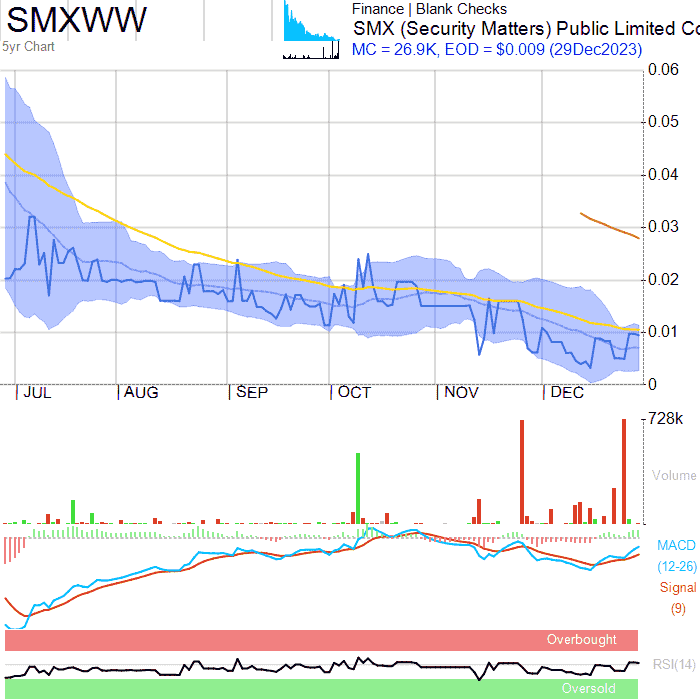 SMXWW
5yr Chart
Finance | Blank Checks
SMX (Security Matters) Public Limited Co
MC = 26.9K, EOD = $0.009 (29Dec2023)
0.06
0.05
0.04
0.03
0.02
0.01
0
JUL AUG SEP OCT NOV DEC
728k
Volume
MACD
(12-26)
Signal
(9)
Overbought
RSI(14)
Oversold